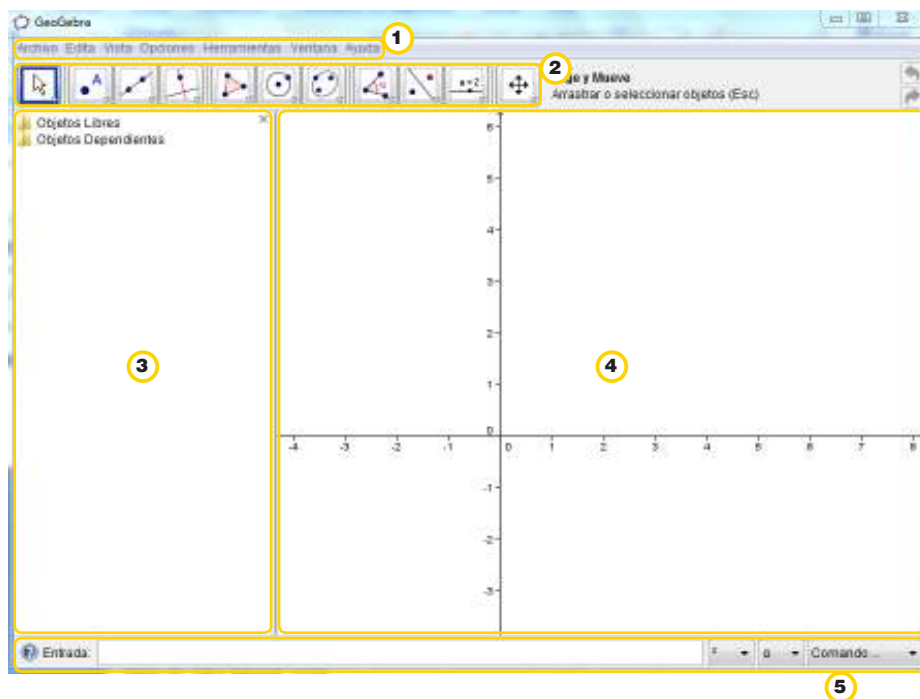 GeoGebra
1
Archivo Edita Vista Opciones Herramientas Ventana Ayuda
2
A
α
a=2
y Mueve
Arrastrar o seleccionar objetos (Esc)
Objetos Libres
Objetos Dependientes
6
5
4
3
2
1
0
-4 -3 -2 -1 0 1 2 3 4 5 6 7 8
-1
-2
-3
3
4
Entrada:
α
Comando ...
5